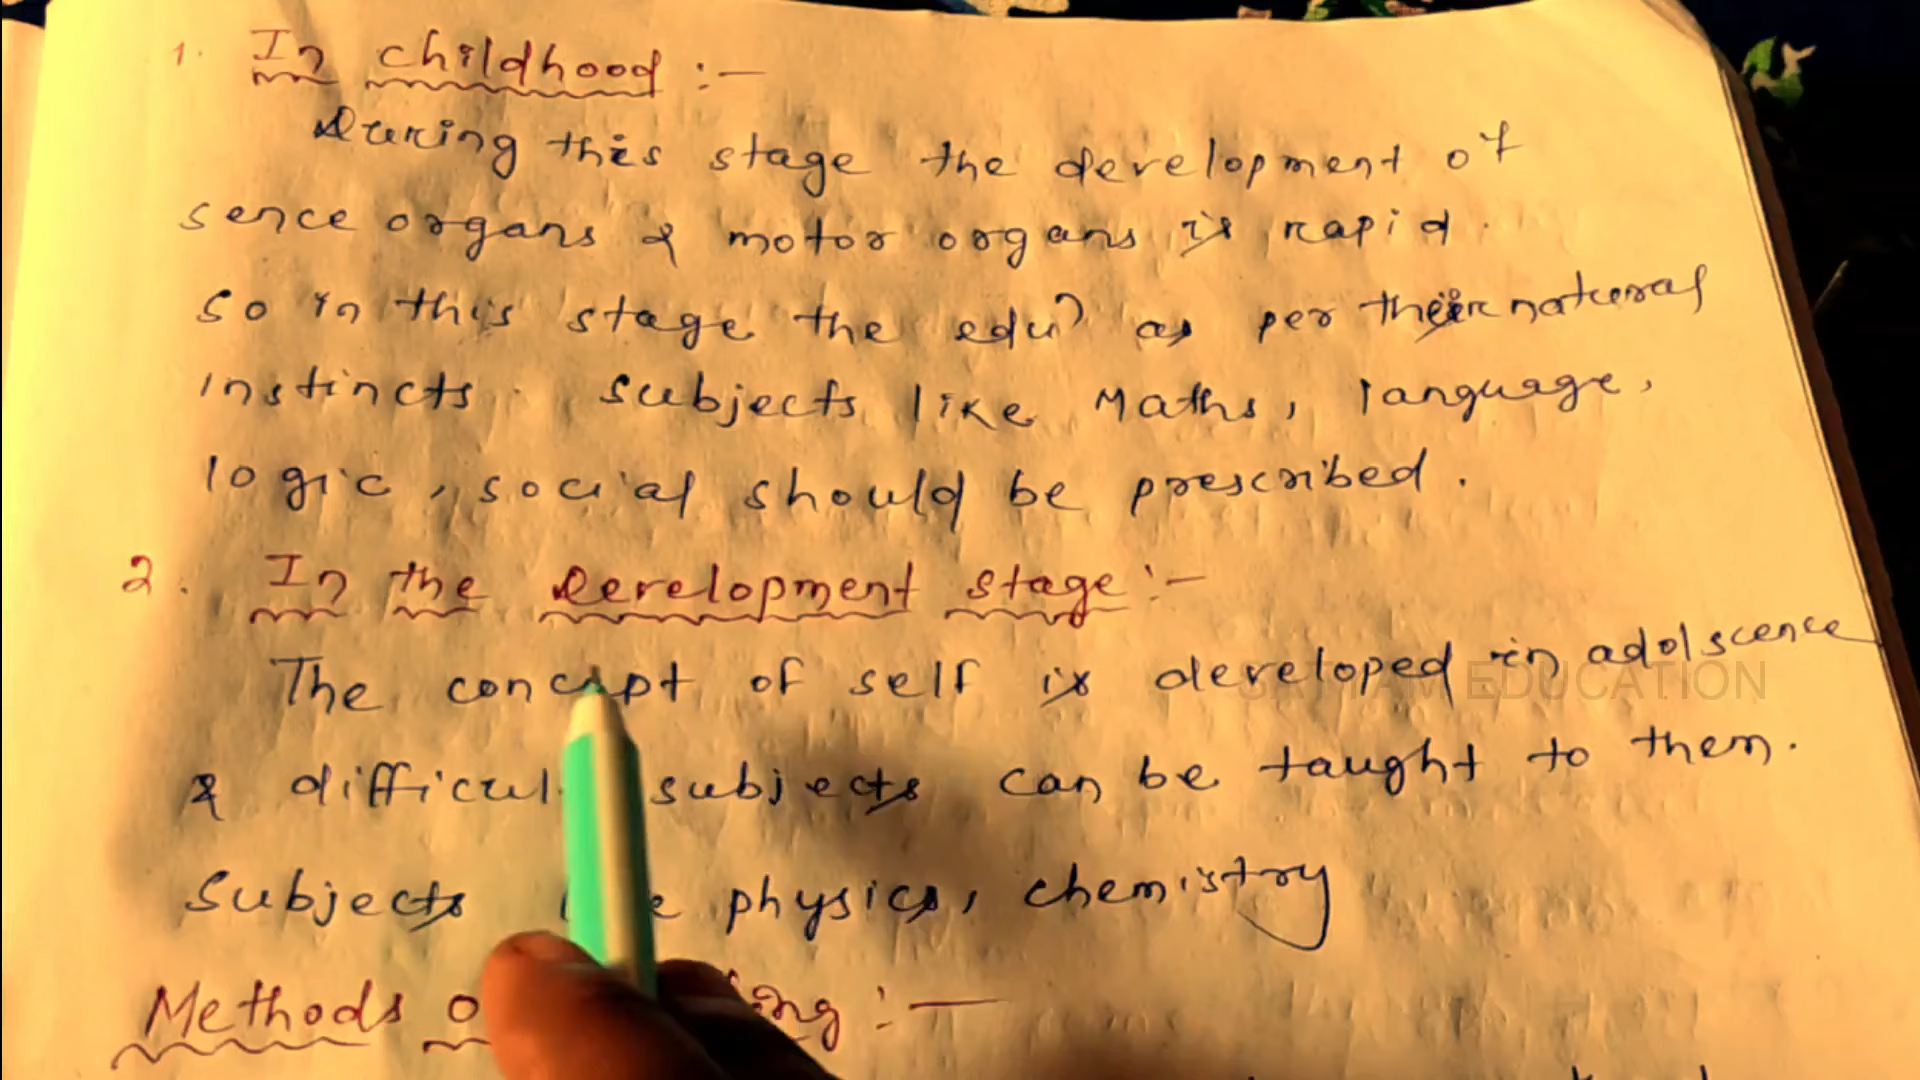 1. In childhood :-
During this stage the development of
sence organs & motor organs is rapid.
So in this stage the edun as per their natural
instincts. Subjects like Maths, language,
logic, social should be prescribed.
2. In the Development stage :-
The concept of self is developed in adolscence
& difficul subjects can be taught to them.
SATYAM EDUCATION
Subjects physics, chemistry
Methods :-